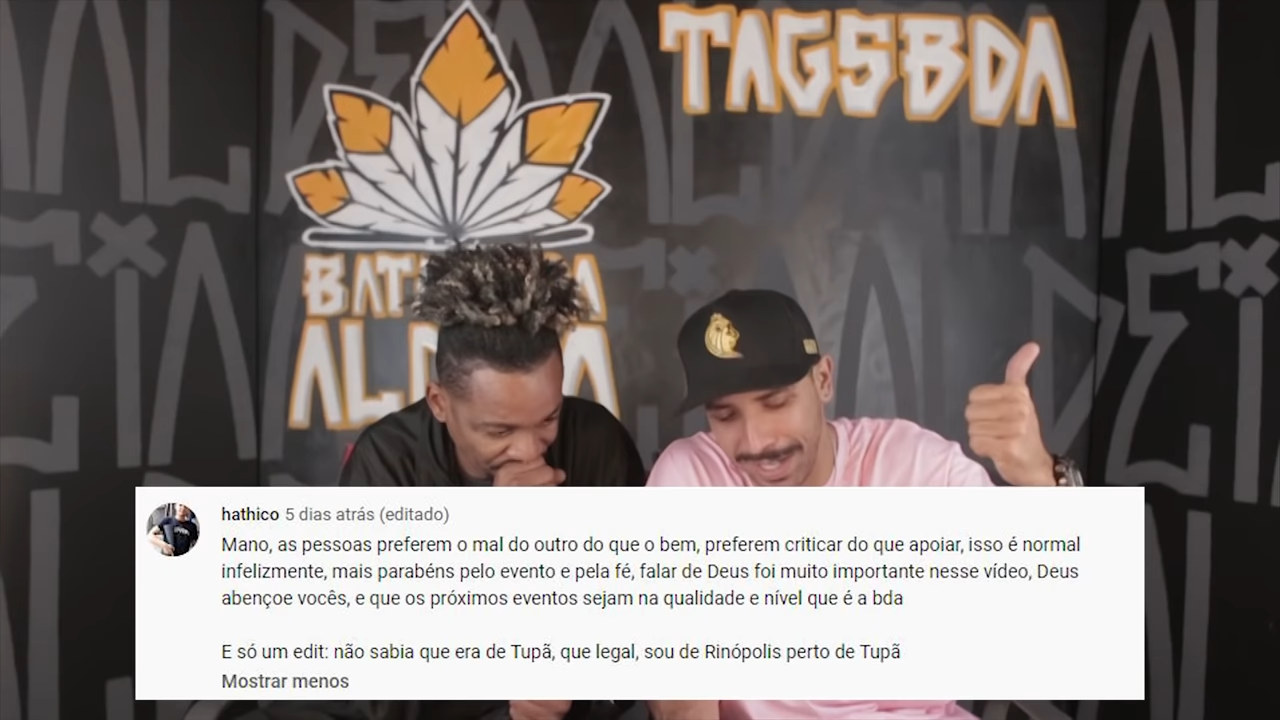 TAGSBDA
hathico 5 dias atrás (editado)
Mano, as pessoas preferem o mal do outro do que o bem, preferem criticar do que apoiar, isso é normal
infelizmente, mais parabéns pelo evento e pela fé, falar de Deus foi muito importante nesse vídeo, Deus
abençoe vocês, e que os próximos eventos sejam na qualidade e nível que é a bda
E só um edit: não sabia que era de Tupã, que legal, sou de Rinópolis perto de Tupã
Mostrar menos